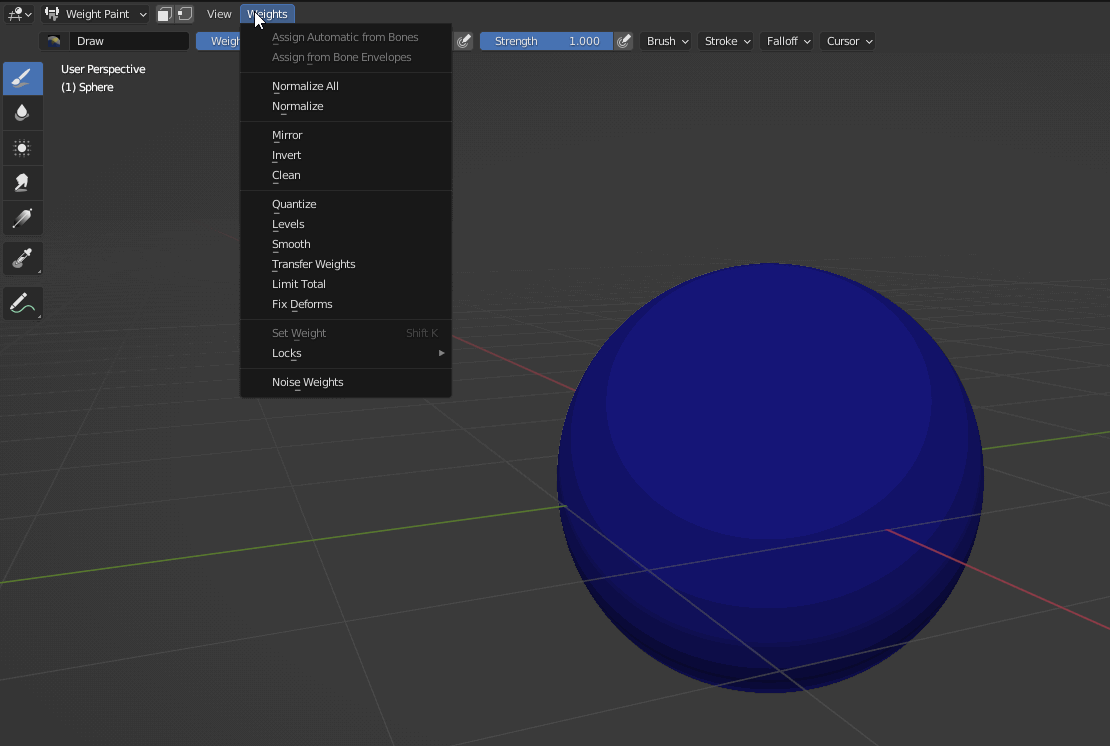 Weight Paint View Weights
Draw Weigh Strength 1.000 Brush Stroke Falloff Cursor
User Perspective
(1) Sphere
Assign Automatic from Bones
Assign from Bone Envelopes
Normalize All
Normalize
Mirror
Invert
Clean
Quantize
Levels
Smooth
Transfer Weights
Limit Total
Fix Deforms
Set Weight Shift K
Locks
Noise Weights